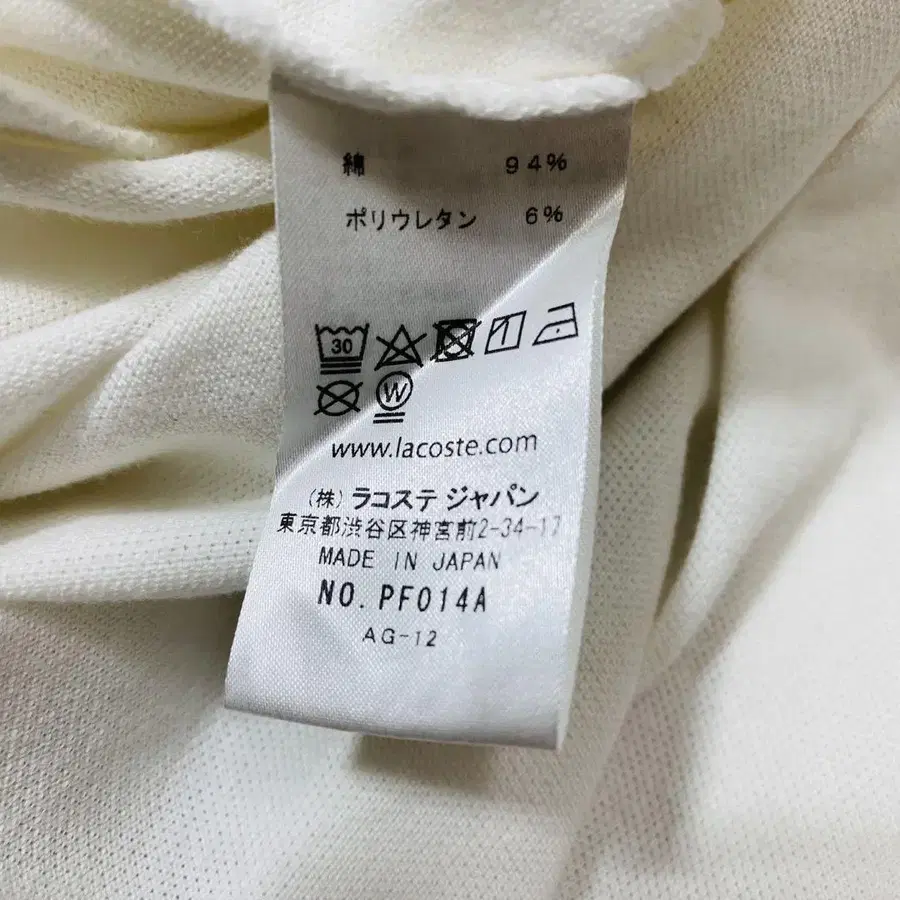 綿 94%
ポリウレタン 6%
30
W
www.lacoste.com
(株) ラコステ ジャパン
東京都渋谷区神宮前2-34-17
MADE IN JAPAN
NO. PF014A
AG-12